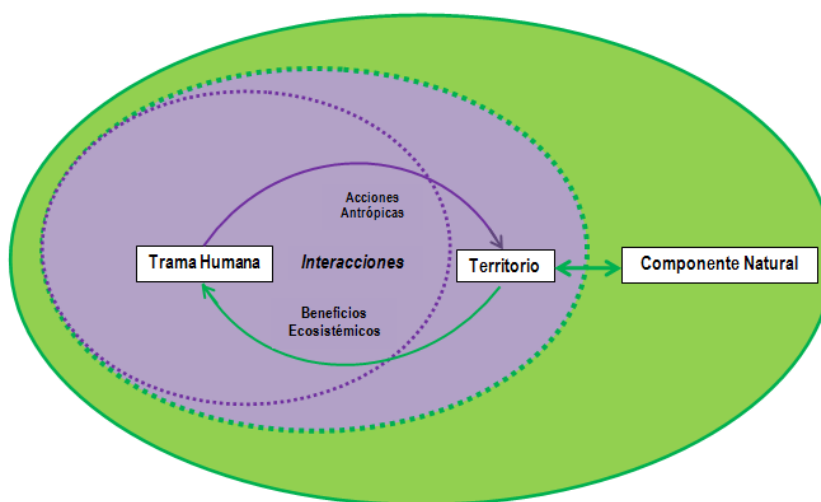 Acciones
Antrópicas
Trama Humana
Interacciones
Territorio
Componente Natural
Beneficios
Ecosistémicos